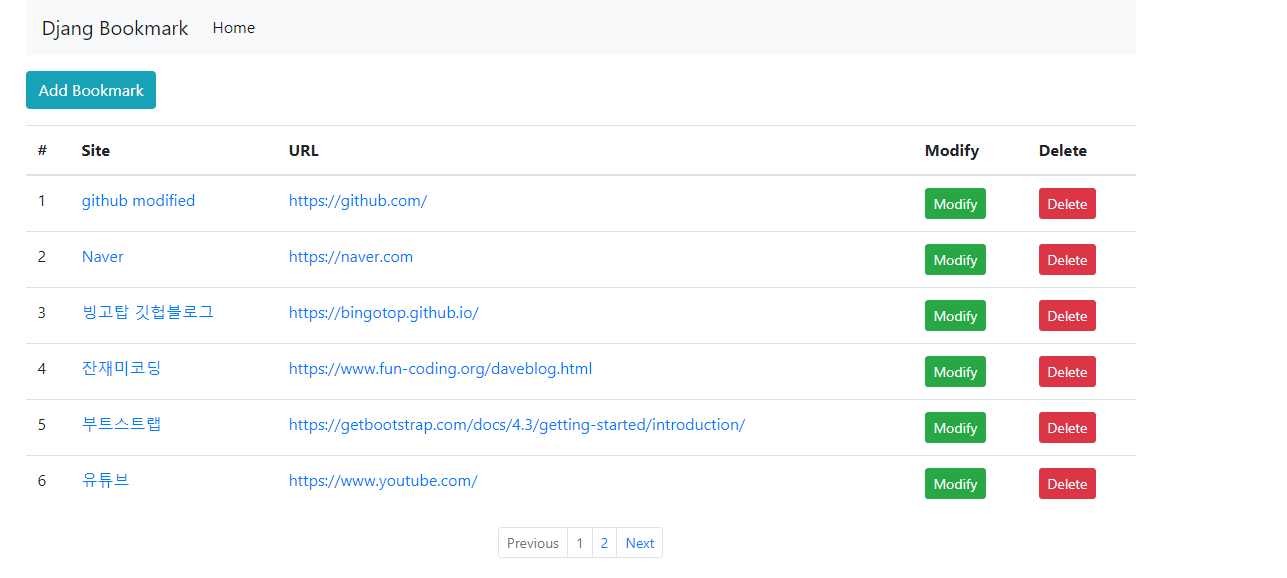 Djang Bookmark Home
Add Bookmark
# Site URL Modify Delete
1 github modified https://github.com/ Modify Delete
2 Naver https://naver.com Modify Delete
3 빙고탑 깃헙블로그 https://bingotop.github.io/ Modify Delete
4 잔재미코딩 https://www.fun-coding.org/daveblog.html Modify Delete
5 부트스트랩 https://getbootstrap.com/docs/4.3/getting-started/introduction/ Modify Delete
6 유튜브 https://www.youtube.com/ Modify Delete
Previous 1 2 Next